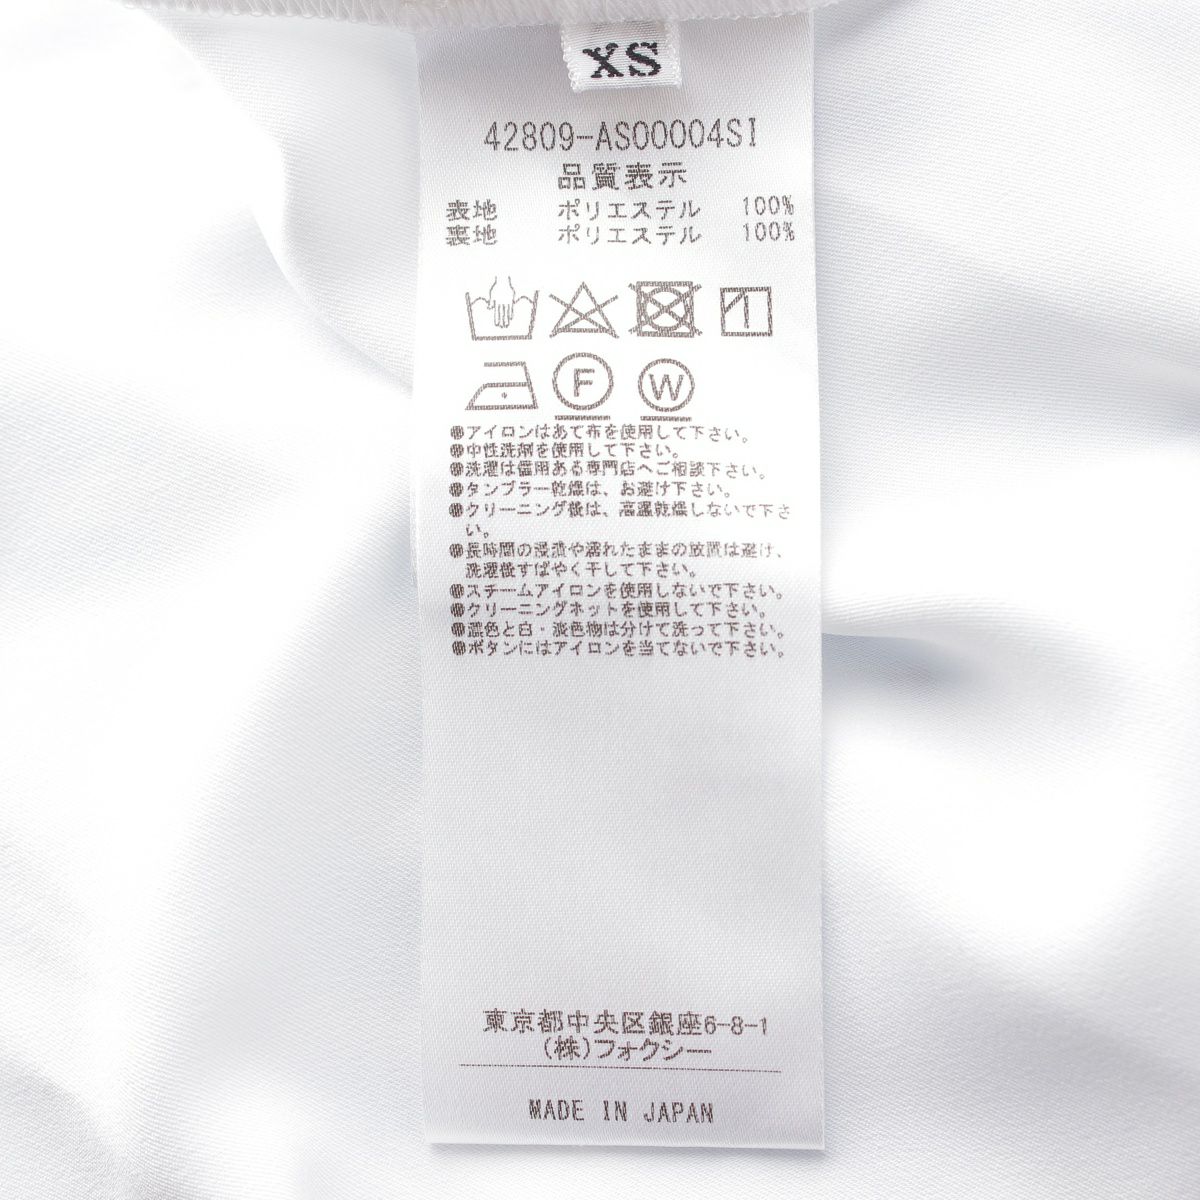 XS
42809-AS00004SI
品質表示
表地 ポリエステル 100%
裏地 ポリエステル 100%
F W
●アイロンはあて布を使用して下さい。
●中性洗剤を使用して下さい。
●洗濯は信用ある専門店へご相談下さい。
●タンブラー乾燥は、お避け下さい。
●クリーニング後は、高温乾燥しないで下さ
い。
●長時間の浸漬や濡れたままの放置は避け、
洗濯後すばやく干して下さい。
●スチームアイロンを使用しないで下さい。
●クリーニングネットを使用して下さい。
●濃色と白・淡色物は分けて洗って下さい。
●ボタンにはアイロンを当てないで下さい。
東京都中央区銀座6-8-1
(株)フォクシー
MADE IN JAPAN